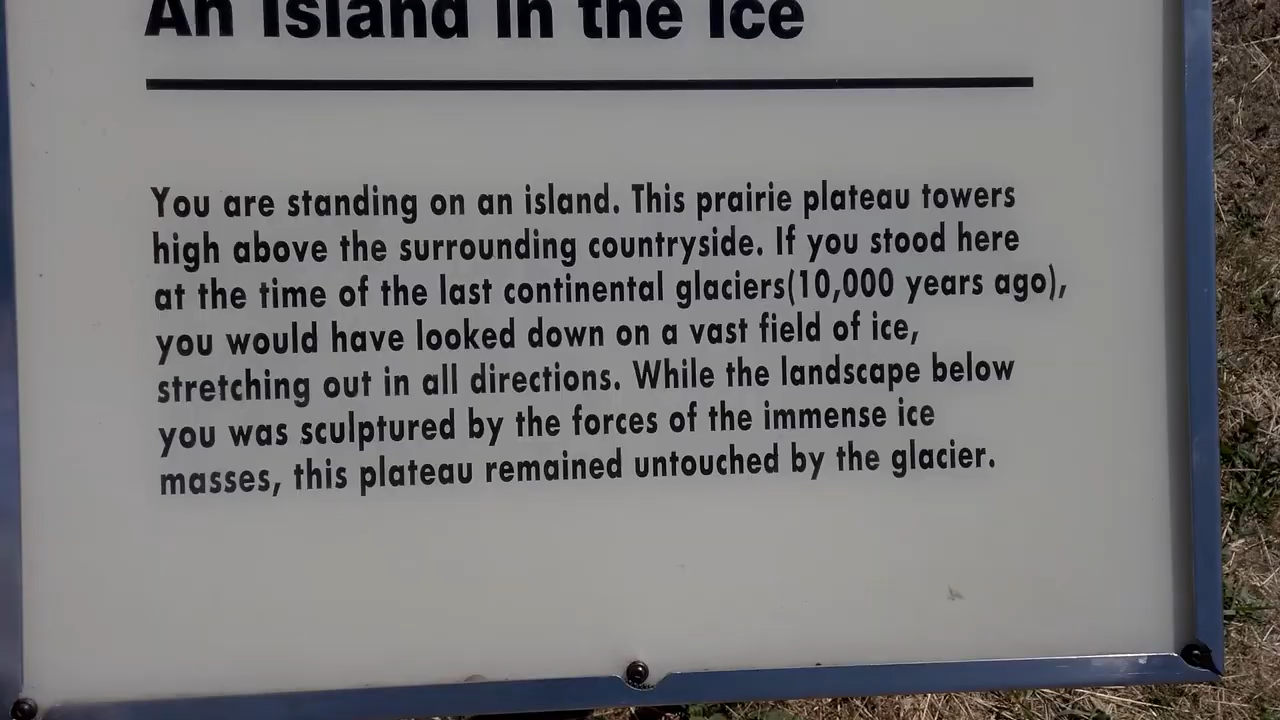 An Island in the Ice
You are standing on an island. This prairie plateau towers
high above the surrounding countryside. If you stood here
at the time of the last continental glaciers(10,000 years ago),
you would have looked down on a vast field of ice,
stretching out in all directions. While the landscape below
you was sculptured by the forces of the immense ice
masses, this plateau remained untouched by the glacier.